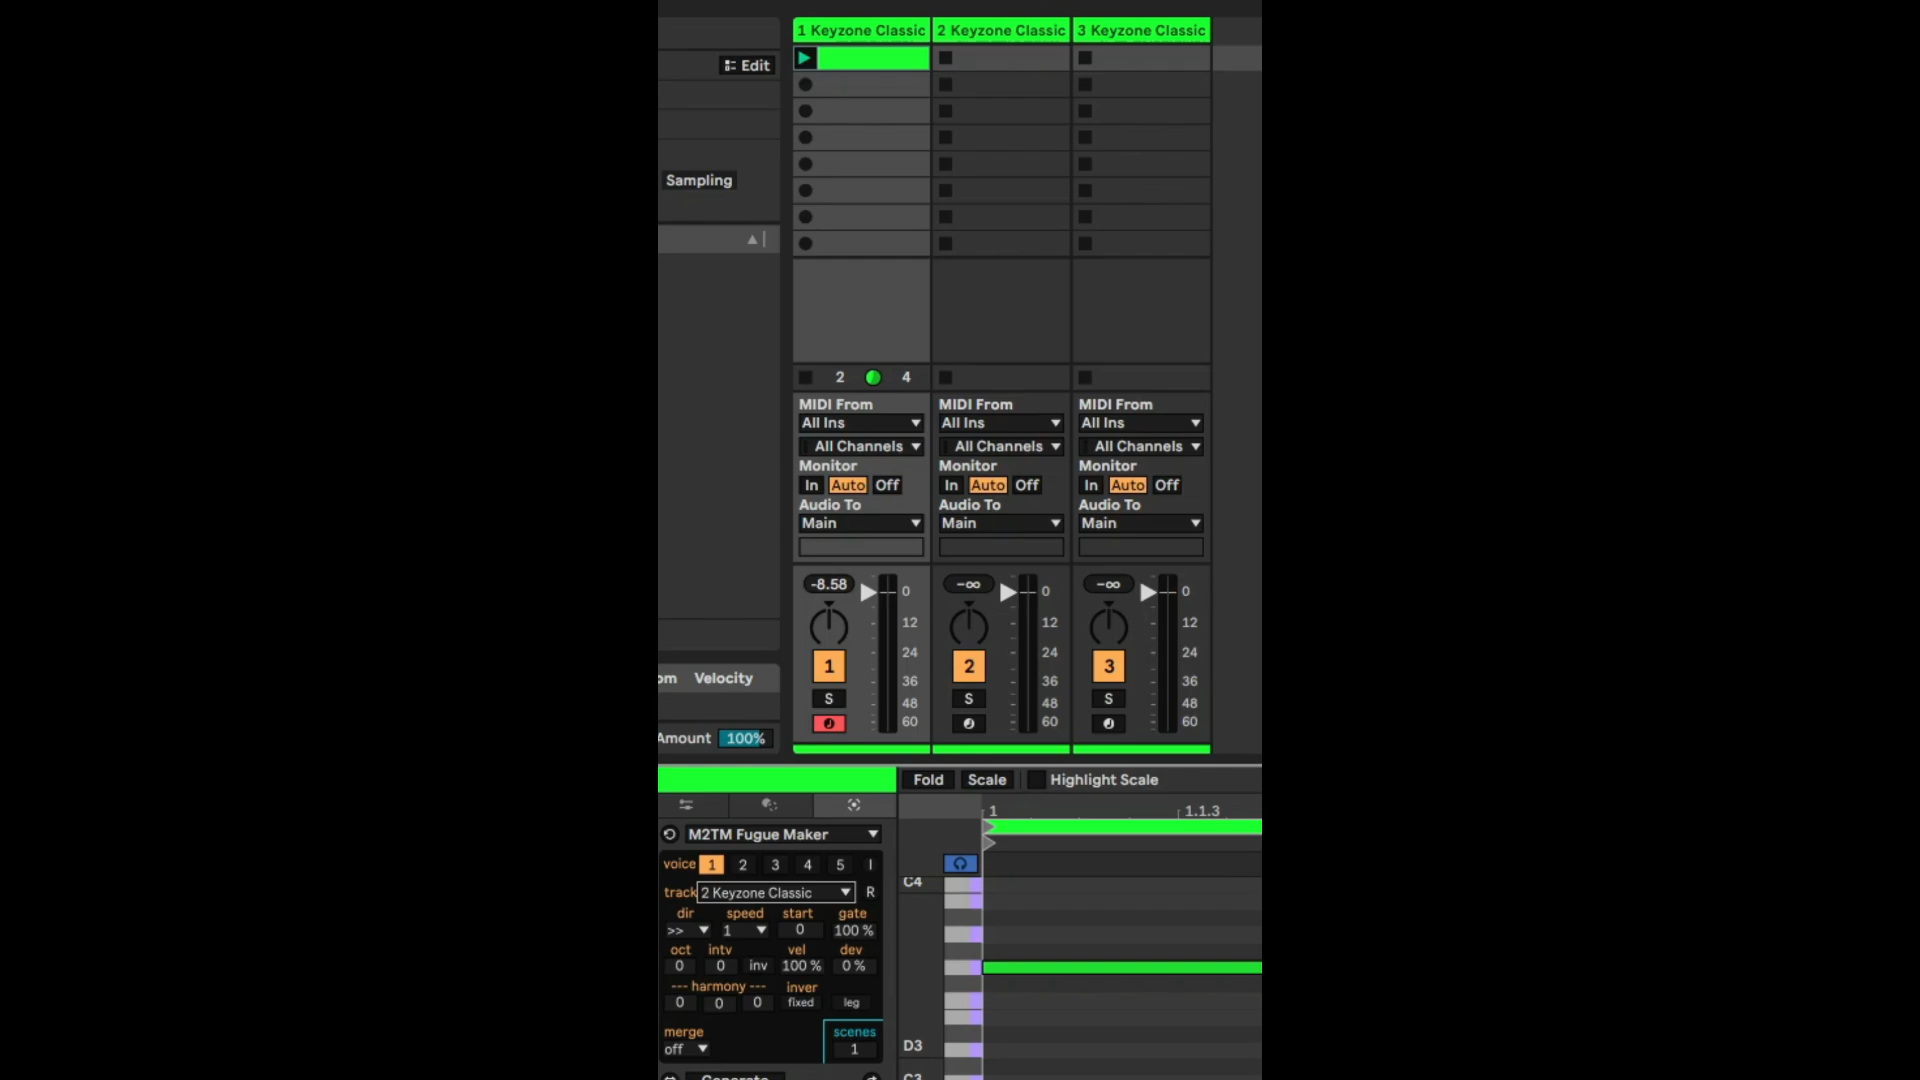 1 Keyzone Classic 2 Keyzone Classic 3 Keyzone Classic
Edit
Sampling
2 4
MIDI From MIDI From MIDI From
All Ins All Ins All Ins
All Channels All Channels All Channels
Monitor Monitor Monitor
In Auto Off In Auto Off In Auto Off
Audio To Audio To Audio To
Main Main Main
-8.58 0 -∞ 0 -∞ 0
12 12 12
24 24 24
1 2 3
36 36 36
S S S
48 48 48
60 60 60
om Velocity
Amount 100%
Fold Scale Highlight Scale
1 1.1.3
M2TM Fugue Maker
voice 1 2 3 4 5 I
track 2 Keyzone Classic R
dir speed start gate
>> 1 0 100 %
oct intv vel dev
0 0 inv 100 % 0 %
--- harmony --- inver
0 0 0 fixed leg
merge scenes
off 1
Generate
C4
D3
C3